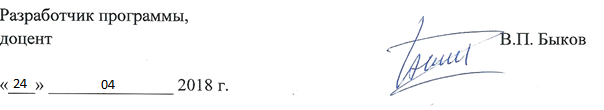 Разработчик программы,
доцент В.П. Быков
«24» 04 2018 г.